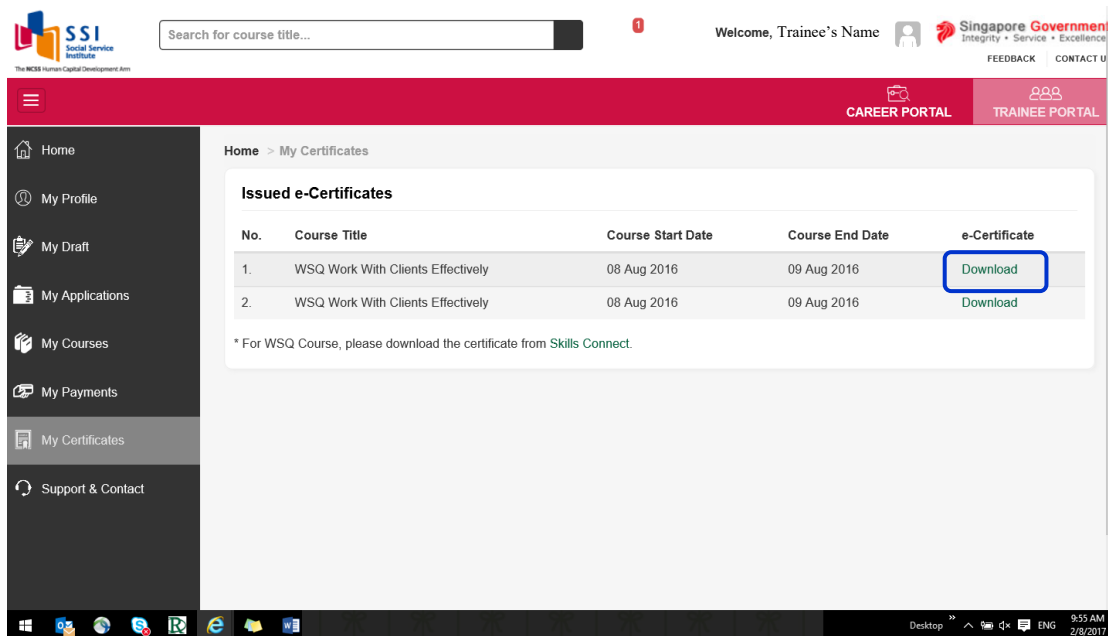 SSI
Social Service
Institute
The NCSS Human Capital Development Arm
Search for course title...
1
Welcome, Trainee's Name
Singapore Government
Integrity • Service • Excellence
FEEDBACK CONTACT U
CAREER PORTAL
TRAINEE PORTAL
Home
My Profile
My Draft
My Applications
My Courses
My Payments
My Certificates
Support & Contact
Home > My Certificates
Issued e-Certificates
No. Course Title Course Start Date Course End Date e-Certificate
1. WSQ Work With Clients Effectively 08 Aug 2016 09 Aug 2016 Download
2. WSQ Work With Clients Effectively 08 Aug 2016 09 Aug 2016 Download
* For WSQ Course, please download the certificate from Skills Connect.
Desktop » ENG 9:55 AM
2/8/2017